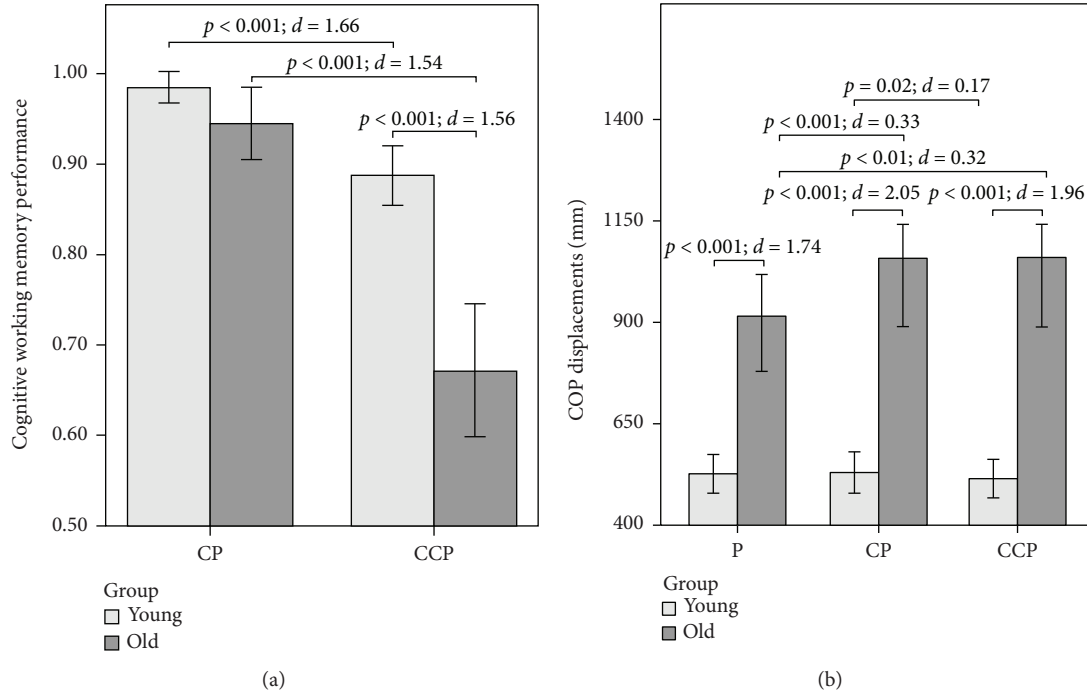 p < 0.001; d = 1.66
p < 0.001; d = 1.54
p < 0.001; d = 1.56
Cognitive working memory performance
1.00
0.90
0.80
0.70
0.60
0.50
CP
CCP
Group
Young
Old
(a)
p = 0.02; d = 0.17
p < 0.001; d = 0.33
p < 0.01; d = 0.32
p < 0.001; d = 2.05
p < 0.001; d = 1.96
p < 0.001; d = 1.74
COP displacements (mm)
1400
1150
900
650
400
P
CP
CCP
Group
Young
Old
(b)